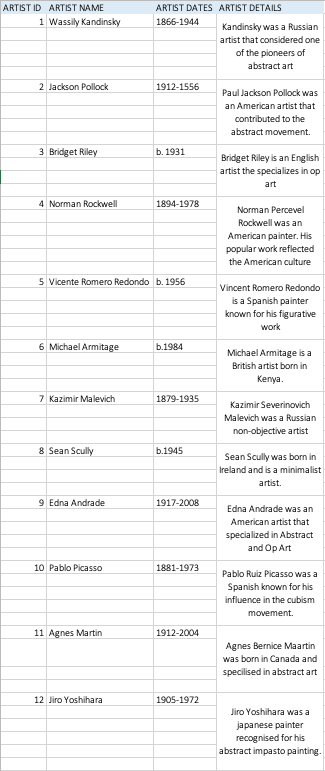 ARTIST ID ARTIST NAME ARTIST DATES ARTIST DETAILS
1 Wassily Kandinsky 1866-1944
Kandinsky was a Russian
artist that considered one
of the pioneers of
abstract art
2 Jackson Pollock 1912-1556
Paul Jackson Pollock was
an American artist that
contributed to the
abstract movement.
3 Bridget Riley b. 1931
Bridget Riley is an English
artist the specializes in op
art
4 Norman Rockwell 1894-1978
Norman Percevel
Rockwell was an
American painter. His
popular work reflected
the American culture
5 Vicente Romero Redondo b. 1956
Vincent Romero Redondo
is a Spanish painter
known for his figurative
work
6 Michael Armitage b.1984
Michael Armitage is a
British artist born in
Kenya.
7 Kazimir Malevich 1879-1935
Kazimir Severinovich
Malevich was a Russian
non-objective artist
8 Sean Scully b.1945
Sean Scully was born in
Ireland and is a minimalist
artist.
9 Edna Andrade 1917-2008
Edna Andrade was an
American artist that
specialized in Abstract
and Op Art
10 Pablo Picasso 1881-1973
Pablo Ruiz Picasso was a
Spanish known for his
influence in the cubism
movement.
11 Agnes Martin 1912-2004
Agnes Bernice Maartin
was born in Canada and
specilised in abstract art
12 Jiro Yoshihara 1905-1972
Jiro Yoshihara was a
japanese painter
recognised for his
abstract impasto painting.